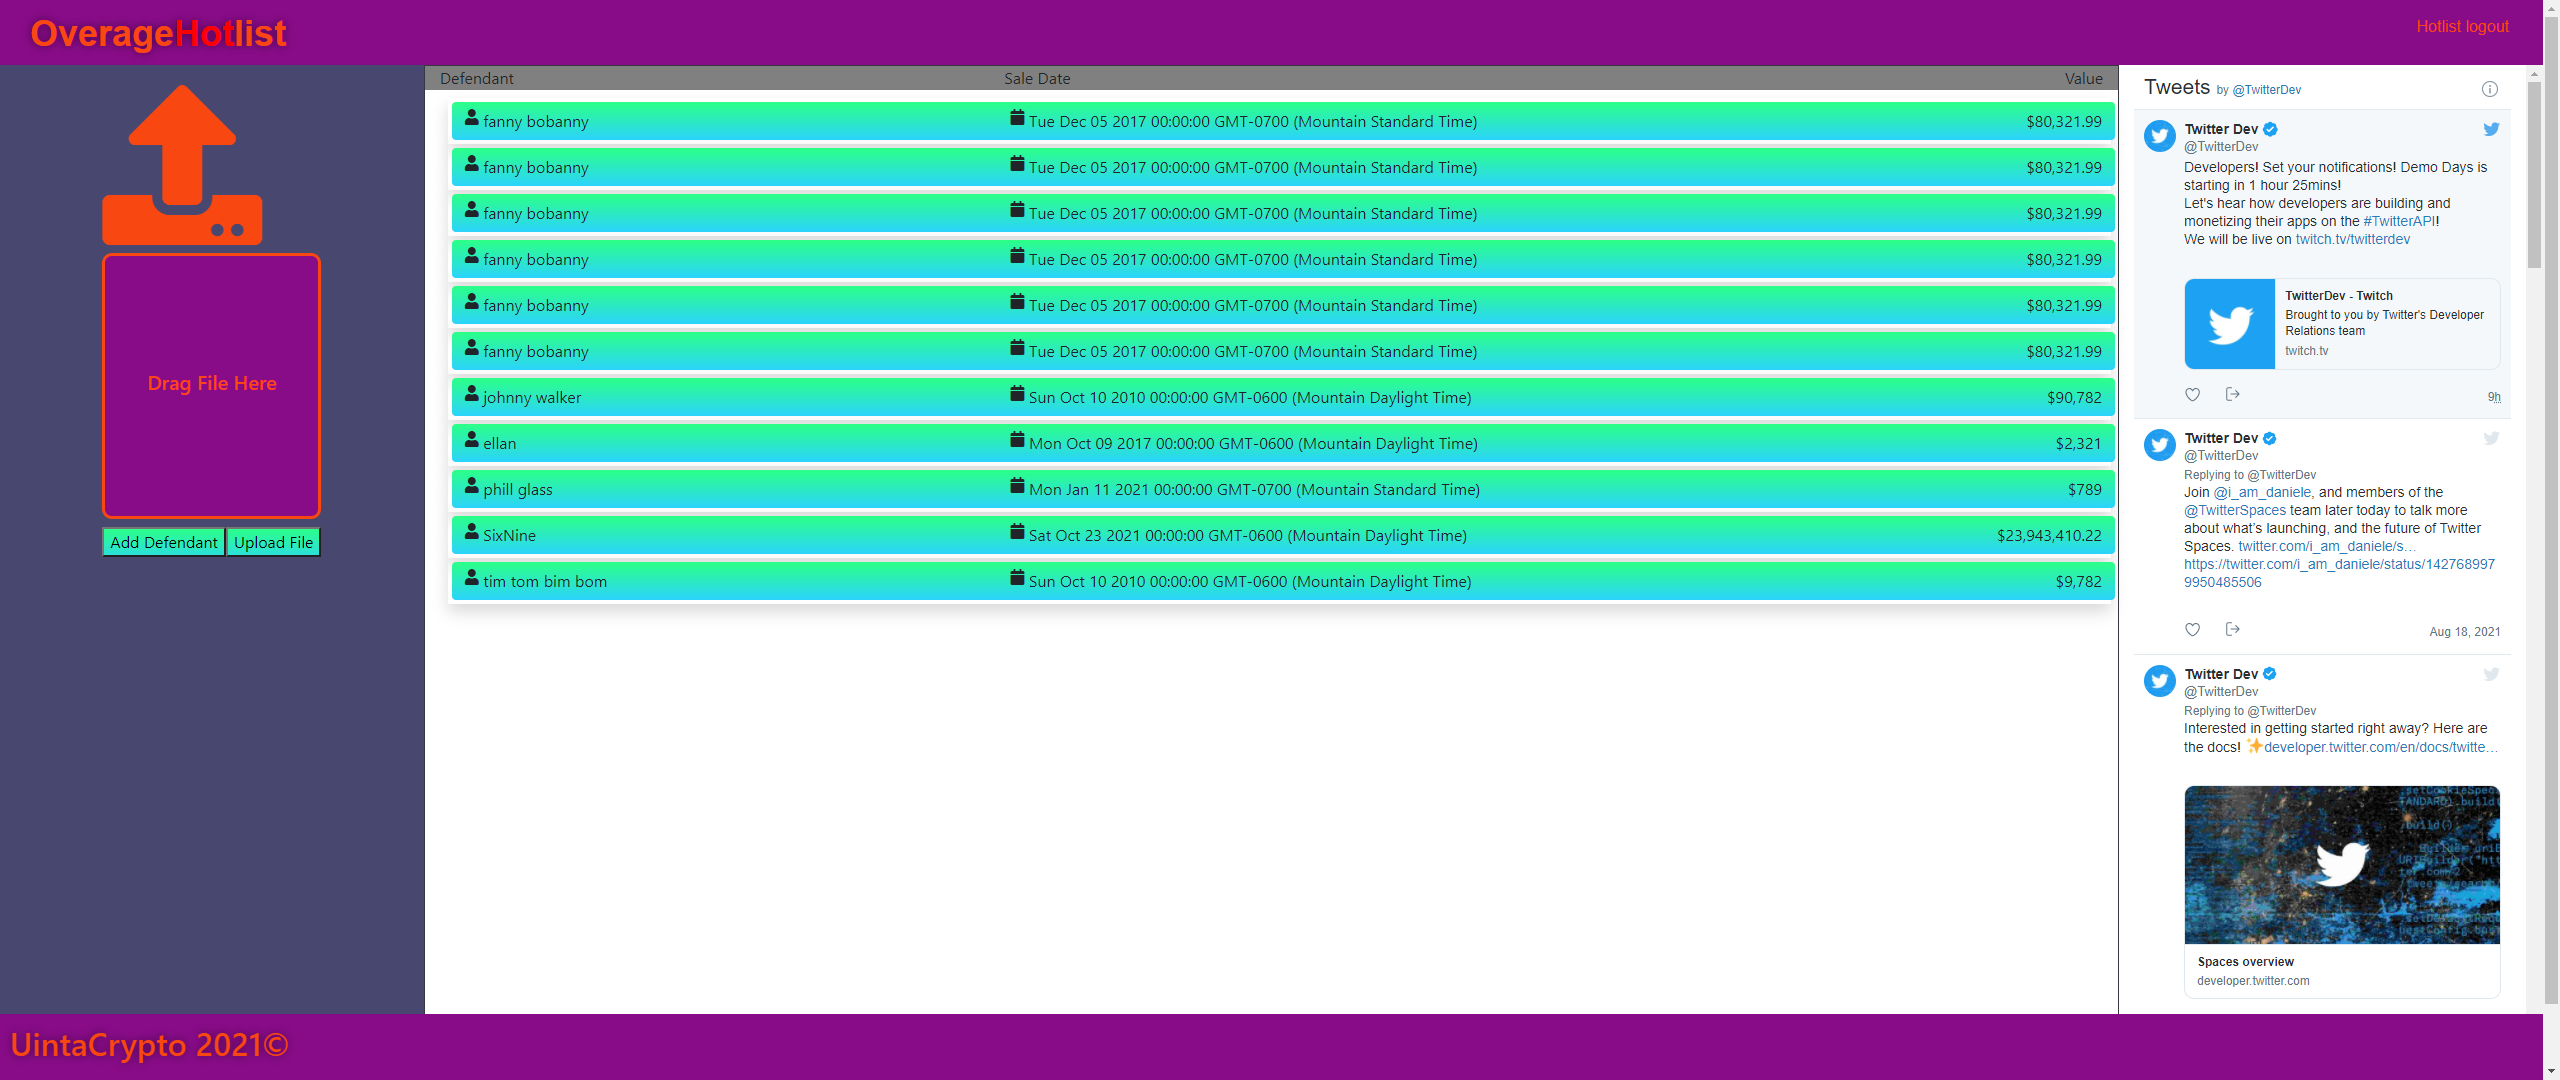 OverageHotlist
Hotlist logout
Drag File Here
Add Defendant Upload File
Defendant Sale Date Value
fanny bobanny Tue Dec 05 2017 00:00:00 GMT-0700 (Mountain Standard Time) $80,321.99
fanny bobanny Tue Dec 05 2017 00:00:00 GMT-0700 (Mountain Standard Time) $80,321.99
fanny bobanny Tue Dec 05 2017 00:00:00 GMT-0700 (Mountain Standard Time) $80,321.99
fanny bobanny Tue Dec 05 2017 00:00:00 GMT-0700 (Mountain Standard Time) $80,321.99
fanny bobanny Tue Dec 05 2017 00:00:00 GMT-0700 (Mountain Standard Time) $80,321.99
fanny bobanny Tue Dec 05 2017 00:00:00 GMT-0700 (Mountain Standard Time) $80,321.99
johnny walker Sun Oct 10 2010 00:00:00 GMT-0600 (Mountain Daylight Time) $90,782
ellan Mon Oct 09 2017 00:00:00 GMT-0600 (Mountain Daylight Time) $2,321
phill glass Mon Jan 11 2021 00:00:00 GMT-0700 (Mountain Standard Time) $789
SixNine Sat Oct 23 2021 00:00:00 GMT-0600 (Mountain Daylight Time) $23,943,410.22
tim tom bim bom Sun Oct 10 2010 00:00:00 GMT-0600 (Mountain Daylight Time) $9,782
Tweets by @TwitterDev
Twitter Dev
@TwitterDev
Developers! Set your notifications! Demo Days is
starting in 1 hour 25mins!
Let's hear how developers are building and
monetizing their apps on the #TwitterAPI!
We will be live on twitch.tv/twitterdev
TwitterDev - Twitch
Brought to you by Twitter's Developer
Relations team
twitch.tv
9h
Twitter Dev
@TwitterDev
Replying to @TwitterDev
Join @i_am_daniele, and members of the
@TwitterSpaces team later today to talk more
about what's launching, and the future of Twitter
Spaces. twitter.com/i_am_daniele/s…
https://twitter.com/i_am_daniele/status/142768997
9950485506
Aug 18, 2021
Twitter Dev
@TwitterDev
Replying to @TwitterDev
Interested in getting started right away? Here are
the docs! ✨developer.twitter.com/en/docs/twitte…
Spaces overview
developer.twitter.com
UintaCrypto 2021©